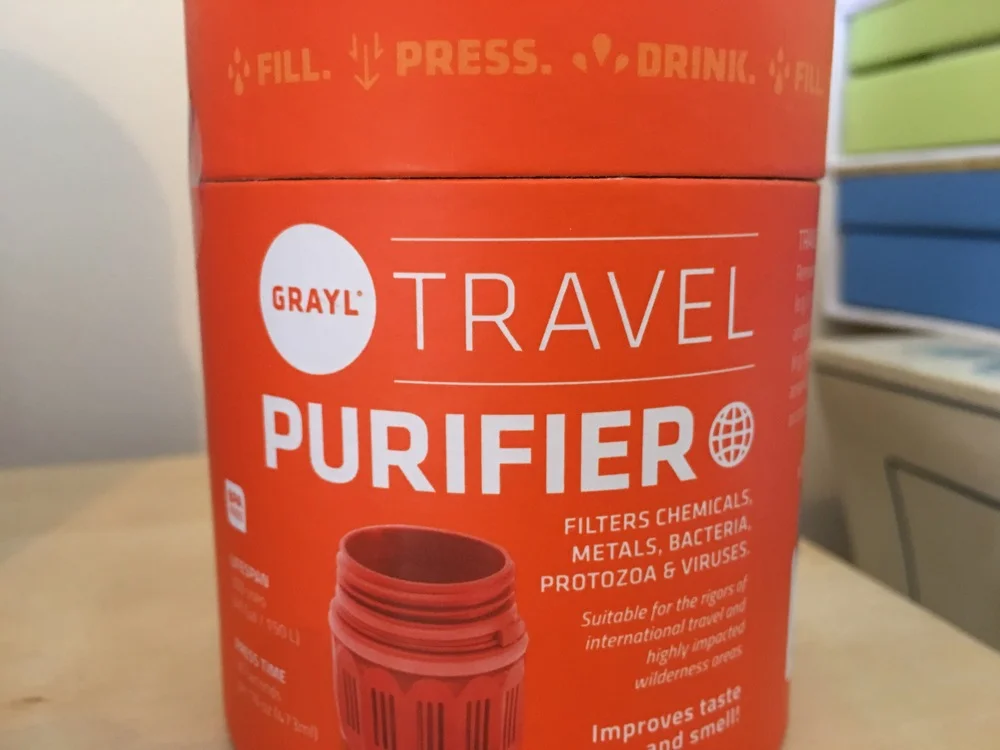 FILL. PRESS. DRINK. FILL.
GRAYL®
TRAVEL
PURIFIER
FILTERS CHEMICALS,
METALS, BACTERIA,
PROTOZOA & VIRUSES.
Suitable for the rigors of
international travel and
highly impacted
wilderness areas.
Improves taste
and smell!
LIFESPAN
PRESS TIME